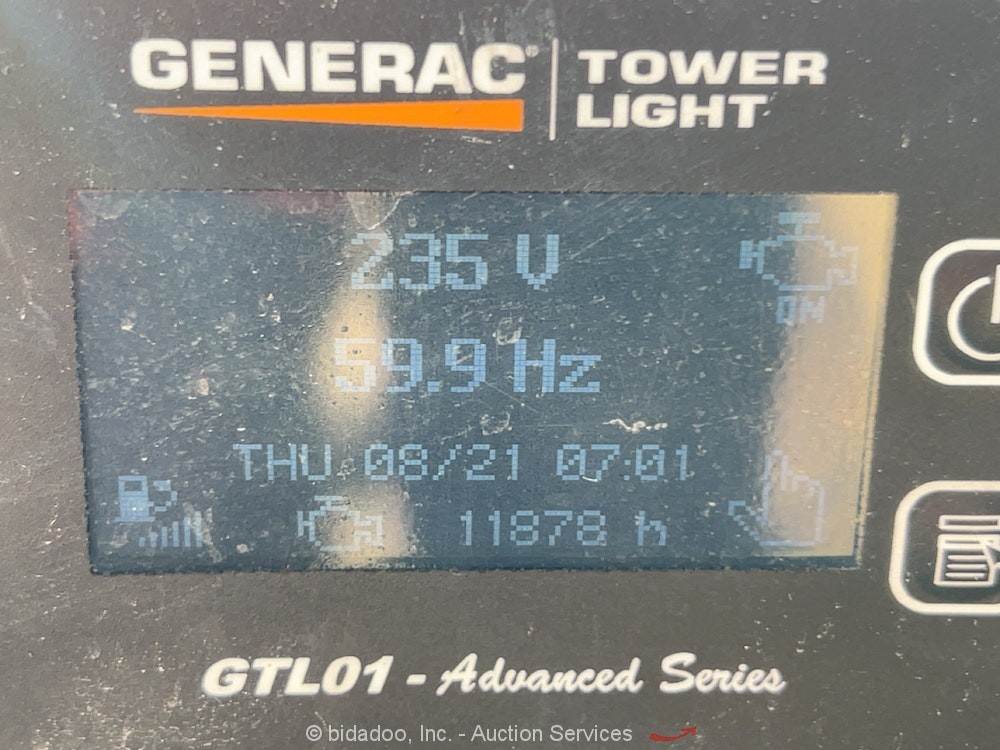 GENERAC® TOWER LIGHT
235 V
ON
59.9 Hz
THU 08/21 07:01
11878 h
GTL01 - Advanced Series
© bidadoo, Inc. - Auction Services